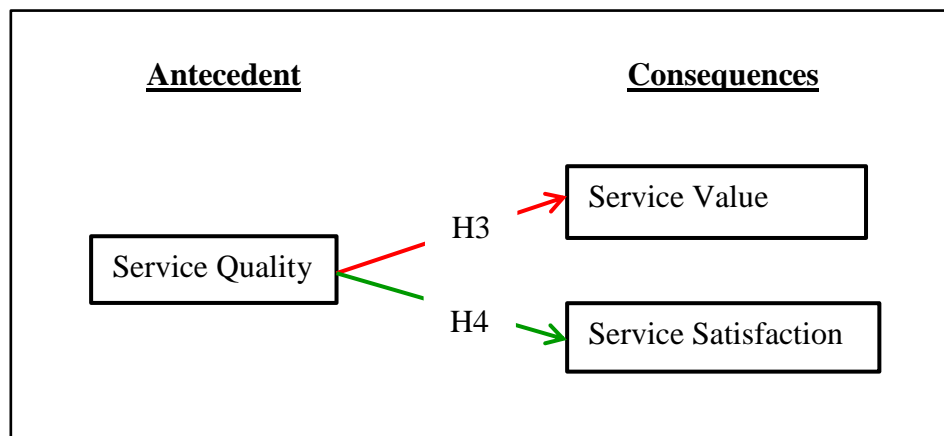 Antecedent
Consequences
Service Value
H3
Service Quality
H4
Service Satisfaction